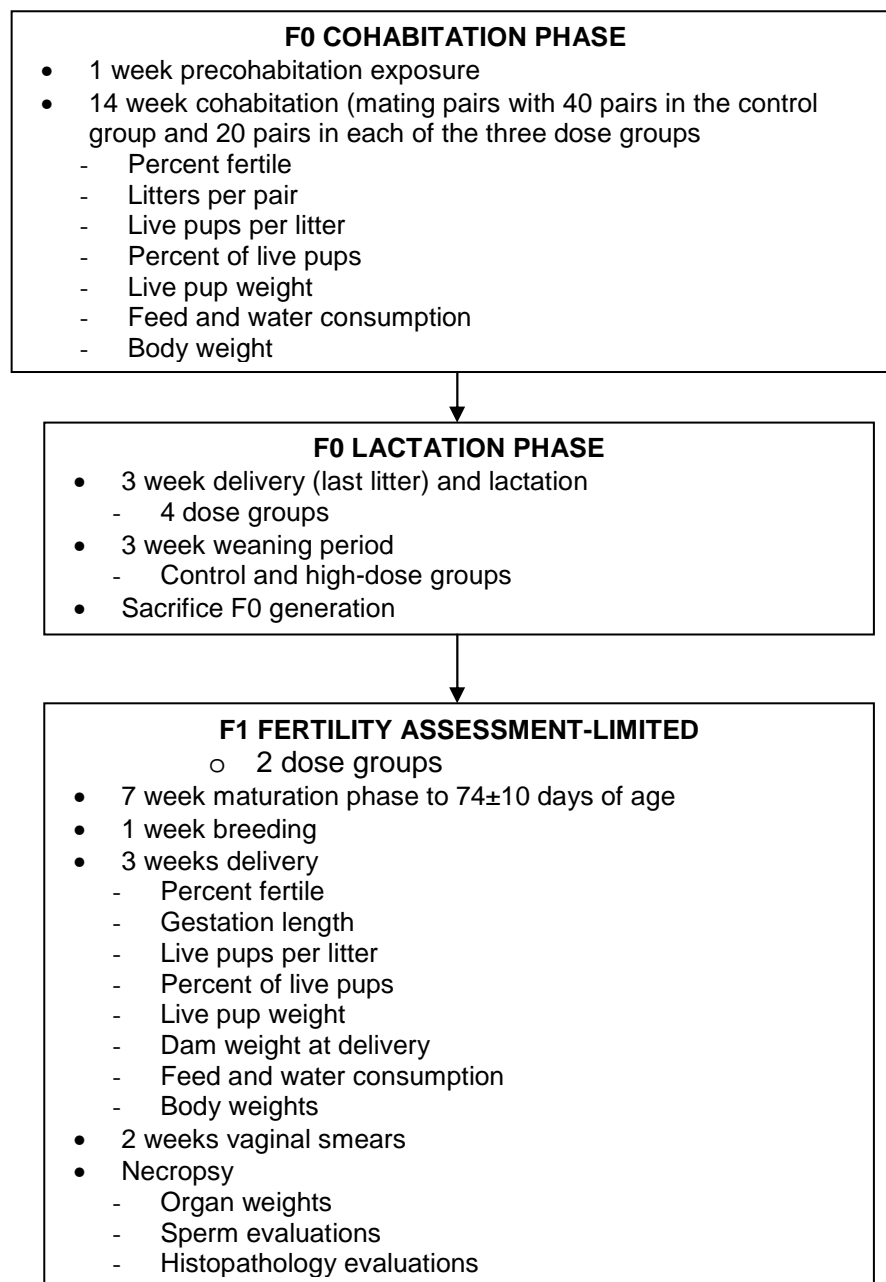 F0 COHABITATION PHASE
• 1 week precohabitation exposure
• 14 week cohabitation (mating pairs with 40 pairs in the control
group and 20 pairs in each of the three dose groups
- Percent fertile
- Litters per pair
- Live pups per litter
- Percent of live pups
- Live pup weight
- Feed and water consumption
- Body weight
F0 LACTATION PHASE
• 3 week delivery (last litter) and lactation
- 4 dose groups
• 3 week weaning period
- Control and high-dose groups
• Sacrifice F0 generation
F1 FERTILITY ASSESSMENT-LIMITED
o 2 dose groups
• 7 week maturation phase to 74±10 days of age
• 1 week breeding
• 3 weeks delivery
- Percent fertile
- Gestation length
- Live pups per litter
- Percent of live pups
- Live pup weight
- Dam weight at delivery
- Feed and water consumption
- Body weights
• 2 weeks vaginal smears
• Necropsy
- Organ weights
- Sperm evaluations
- Histopathology evaluations